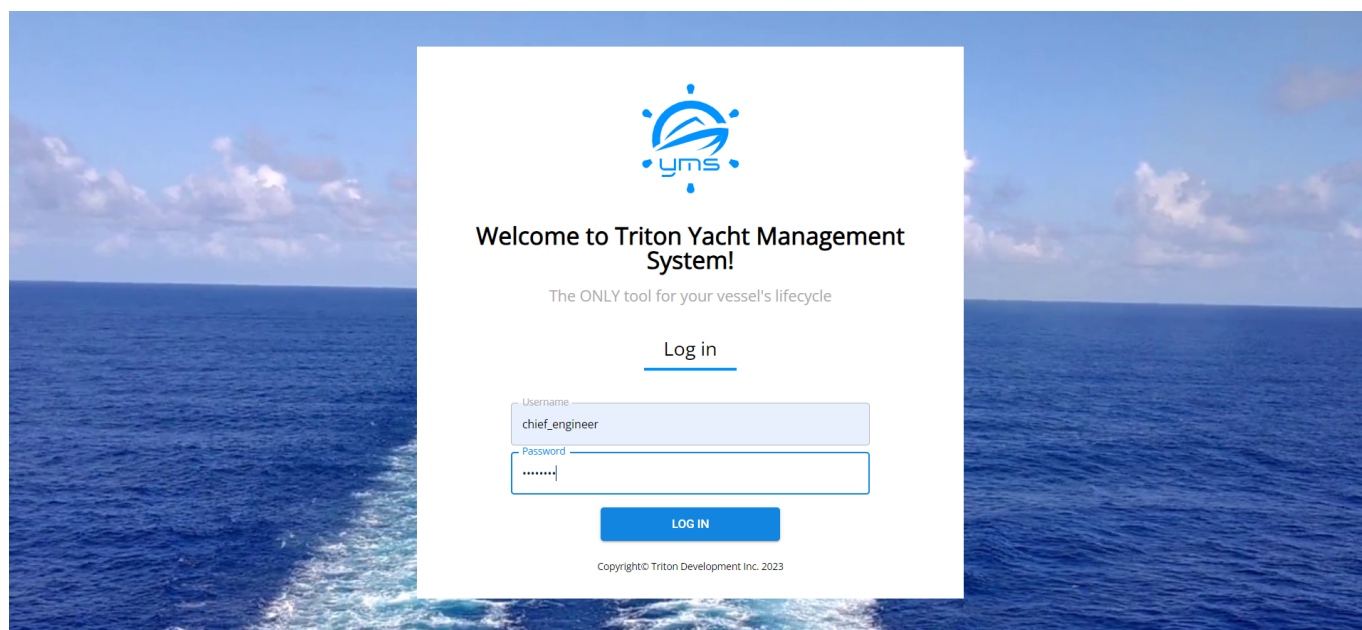 yms
Welcome to Triton Yacht Management
System!
The ONLY tool for your vessel's lifecycle
Log in
Username
chief_engineer
Password
••••••••
LOG IN
Copyright© Triton Development Inc. 2023